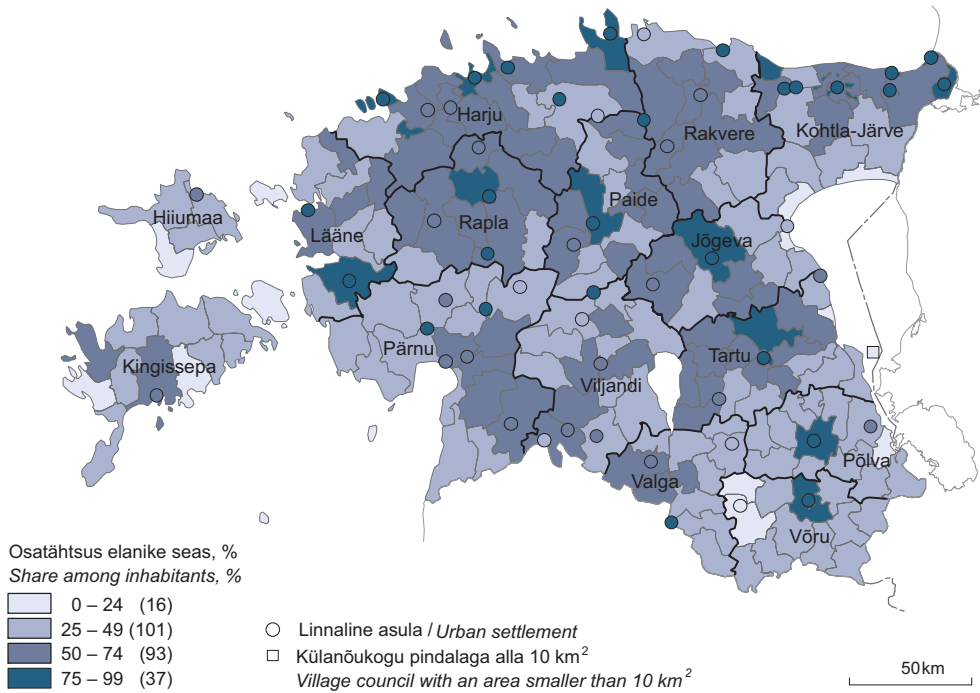 Harju
Rakvere
Kohtla-Järve
Hiiumaa
Lääne
Rapla
Paide
Jõgeva
Kingissepa
Pärnu
Viljandi
Tartu
Valga
Põlva
Võru
Osatähtsus elanike seas, %
Share among inhabitants, %
0 – 24 (16)
25 – 49 (101)
50 – 74 (93)
75 – 99 (37)
Linnaline asula / Urban settlement
Külanõukogu pindalaga alla 10 km²
Village council with an area smaller than 10 km²
50 km